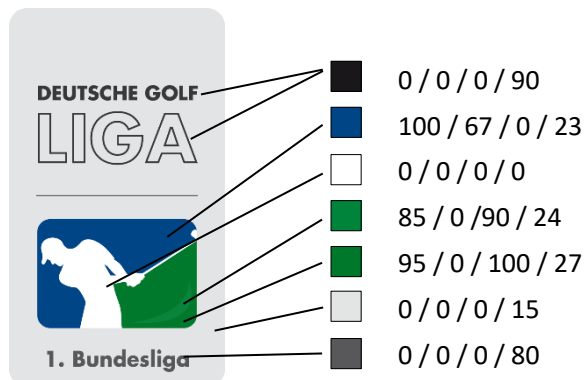 DEUTSCHE GOLF
LIGA
1. Bundesliga
0 / 0 / 0 / 90
100 / 67 / 0 / 23
0 / 0 / 0 / 0
85 / 0 /90 / 24
95 / 0 / 100 / 27
0 / 0 / 0 / 15
0 / 0 / 0 / 80